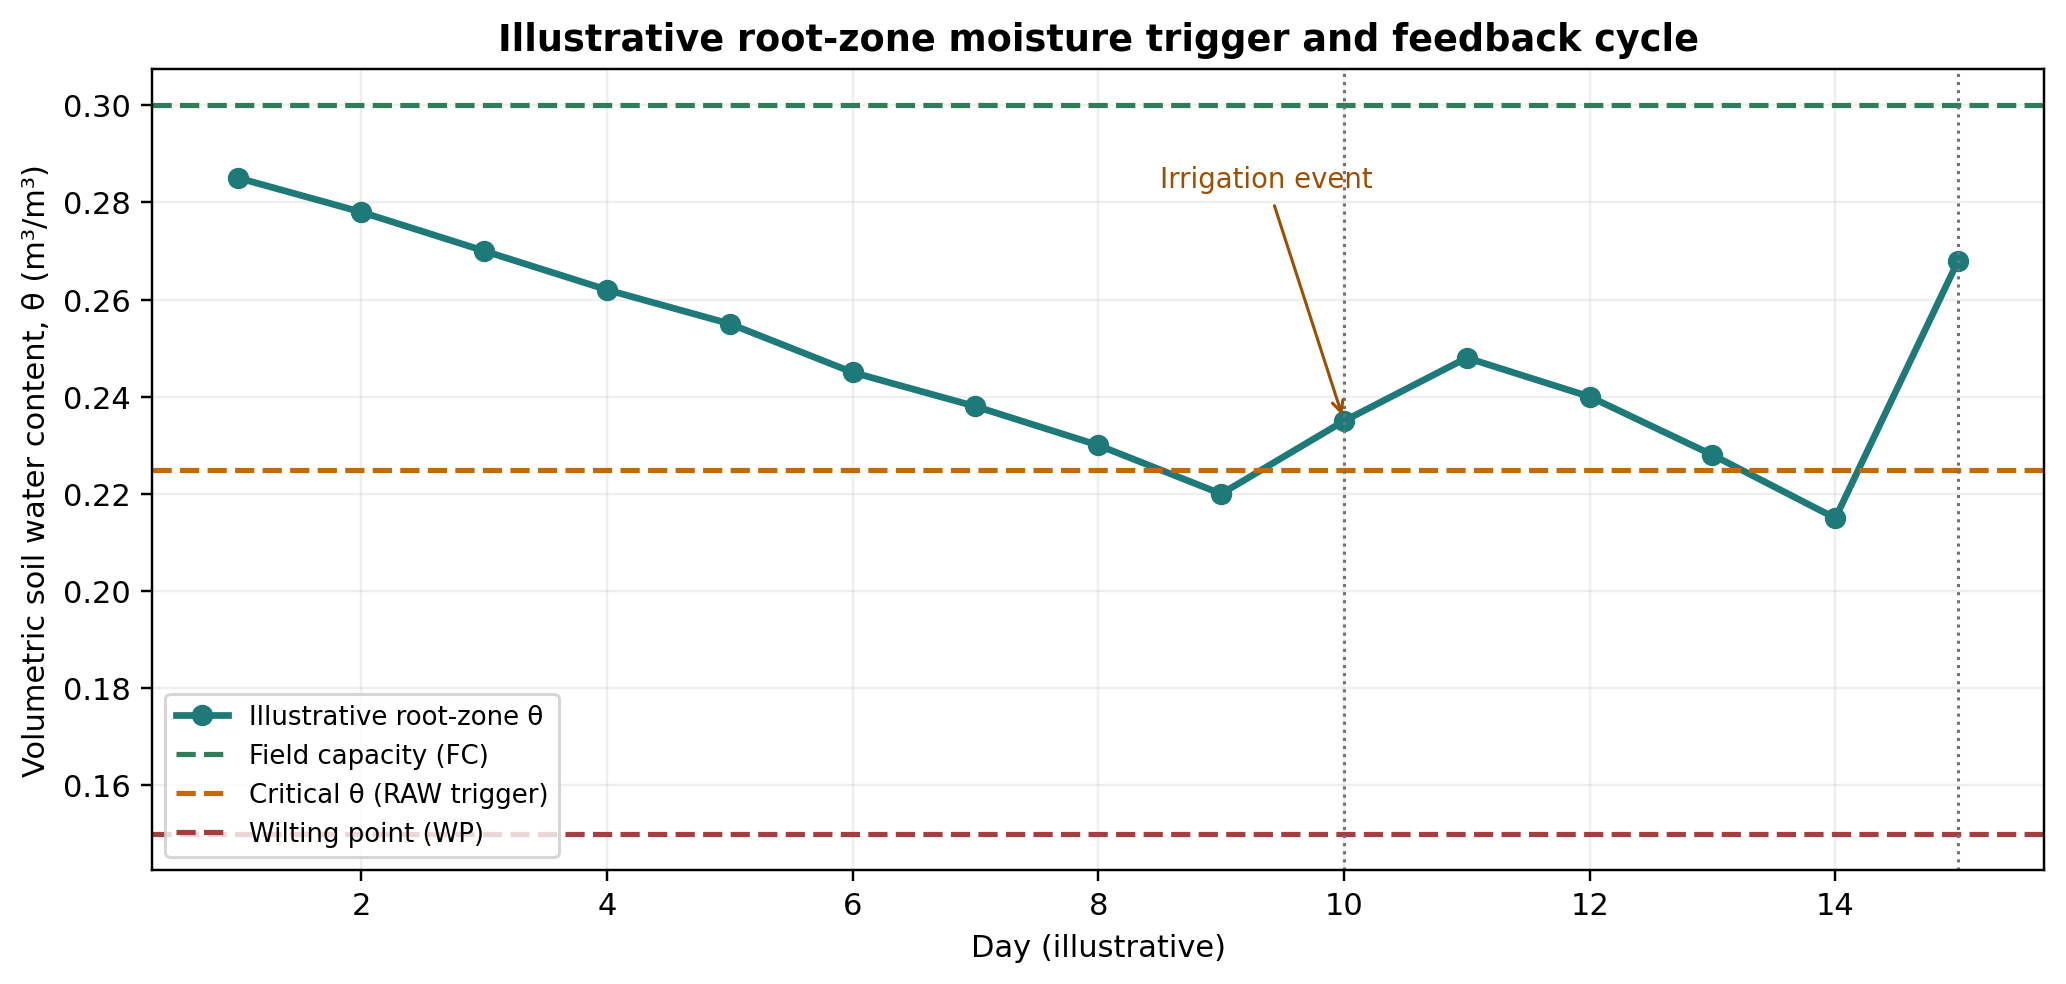 Illustrative root-zone moisture trigger and feedback cycle
Volumetric soil water content, θ (m³/m³)
0.30
0.28
0.26
0.24
0.22
0.20
0.18
0.16
Irrigation event
Illustrative root-zone θ
Field capacity (FC)
Critical θ (RAW trigger)
Wilting point (WP)
2 4 6 8 10 12 14
Day (illustrative)